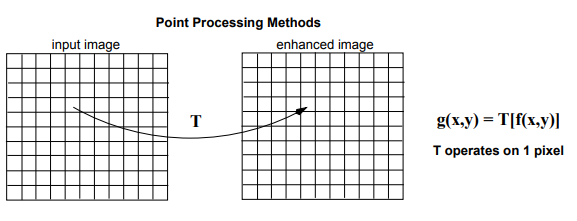 Point Processing Methods
input image
enhanced image
T
g(x,y) = T[f(x,y)]
T operates on 1 pixel